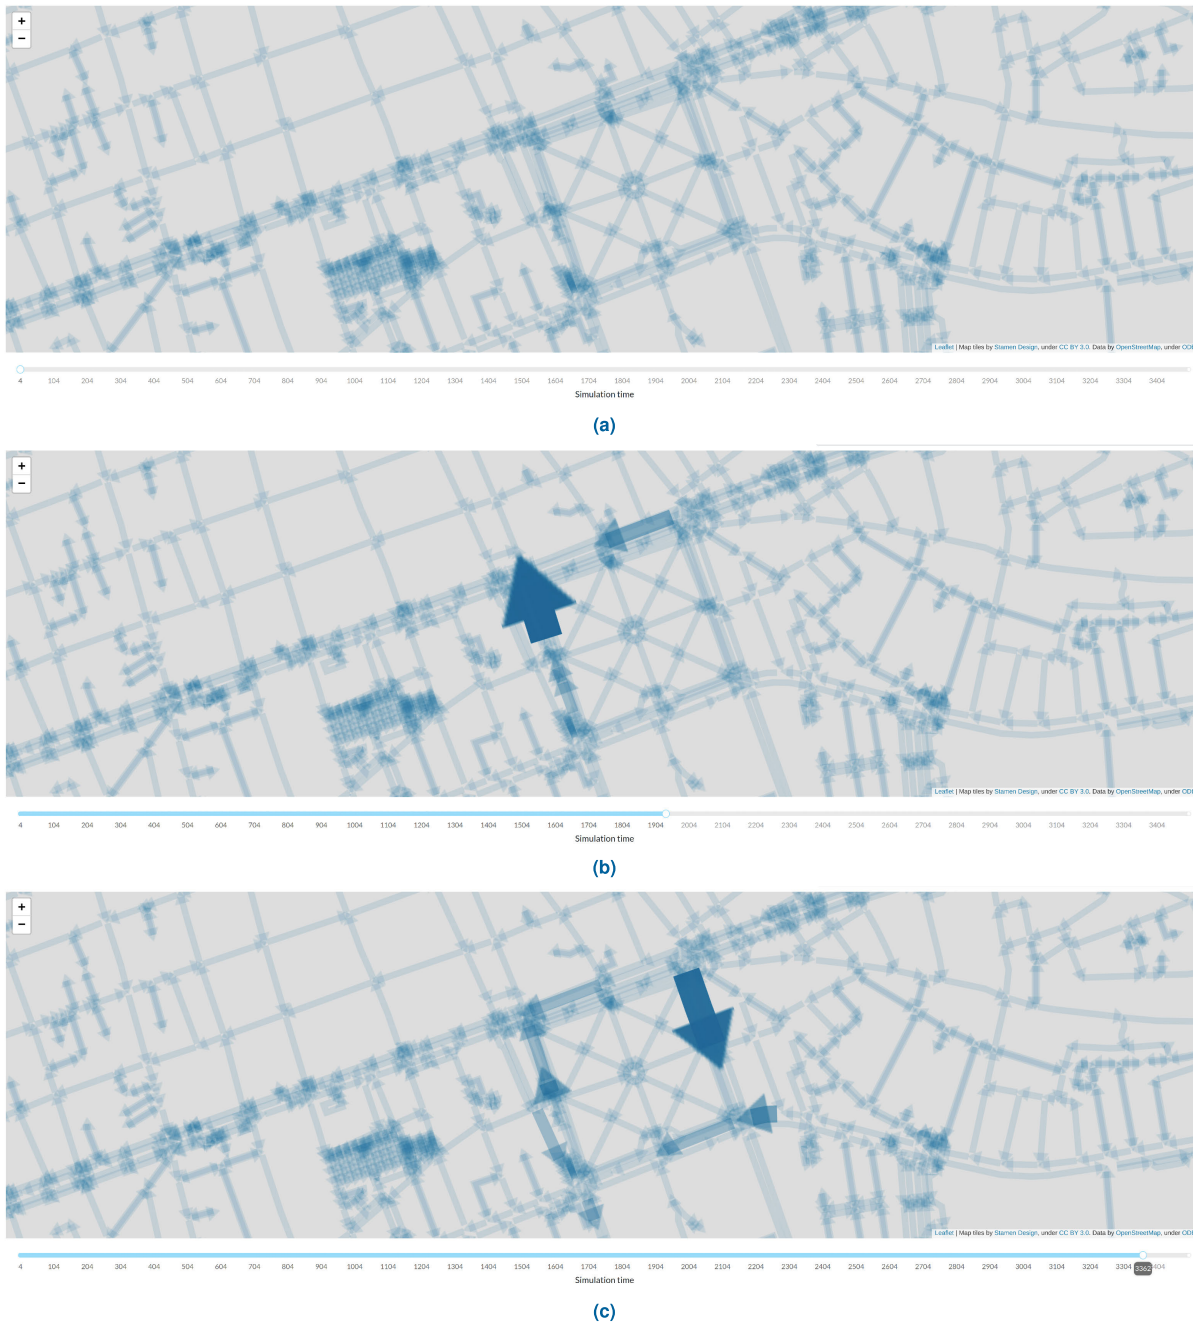 +
−
Leaflet | Map tiles by Stamen Design, under CC BY 3.0. Data by OpenStreetMap, under ODb
4 104 204 304 404 504 604 704 804 904 1004 1104 1204 1304 1404 1504 1604 1704 1804 1904 2004 2104 2204 2304 2404 2504 2604 2704 2804 2904 3004 3104 3204 3304 3404
Simulation time
(a)
+
−
Leaflet | Map tiles by Stamen Design, under CC BY 3.0. Data by OpenStreetMap, under ODb
4 104 204 304 404 504 604 704 804 904 1004 1104 1204 1304 1404 1504 1604 1704 1804 1904 2004 2104 2204 2304 2404 2504 2604 2704 2804 2904 3004 3104 3204 3304 3404
Simulation time
(b)
+
−
Leaflet | Map tiles by Stamen Design, under CC BY 3.0. Data by OpenStreetMap, under ODb
4 104 204 304 404 504 604 704 804 904 1004 1104 1204 1304 1404 1504 1604 1704 1804 1904 2004 2104 2204 2304 2404 2504 2604 2704 2804 2904 3004 3104 3204 3304 3362 404
Simulation time
(c)